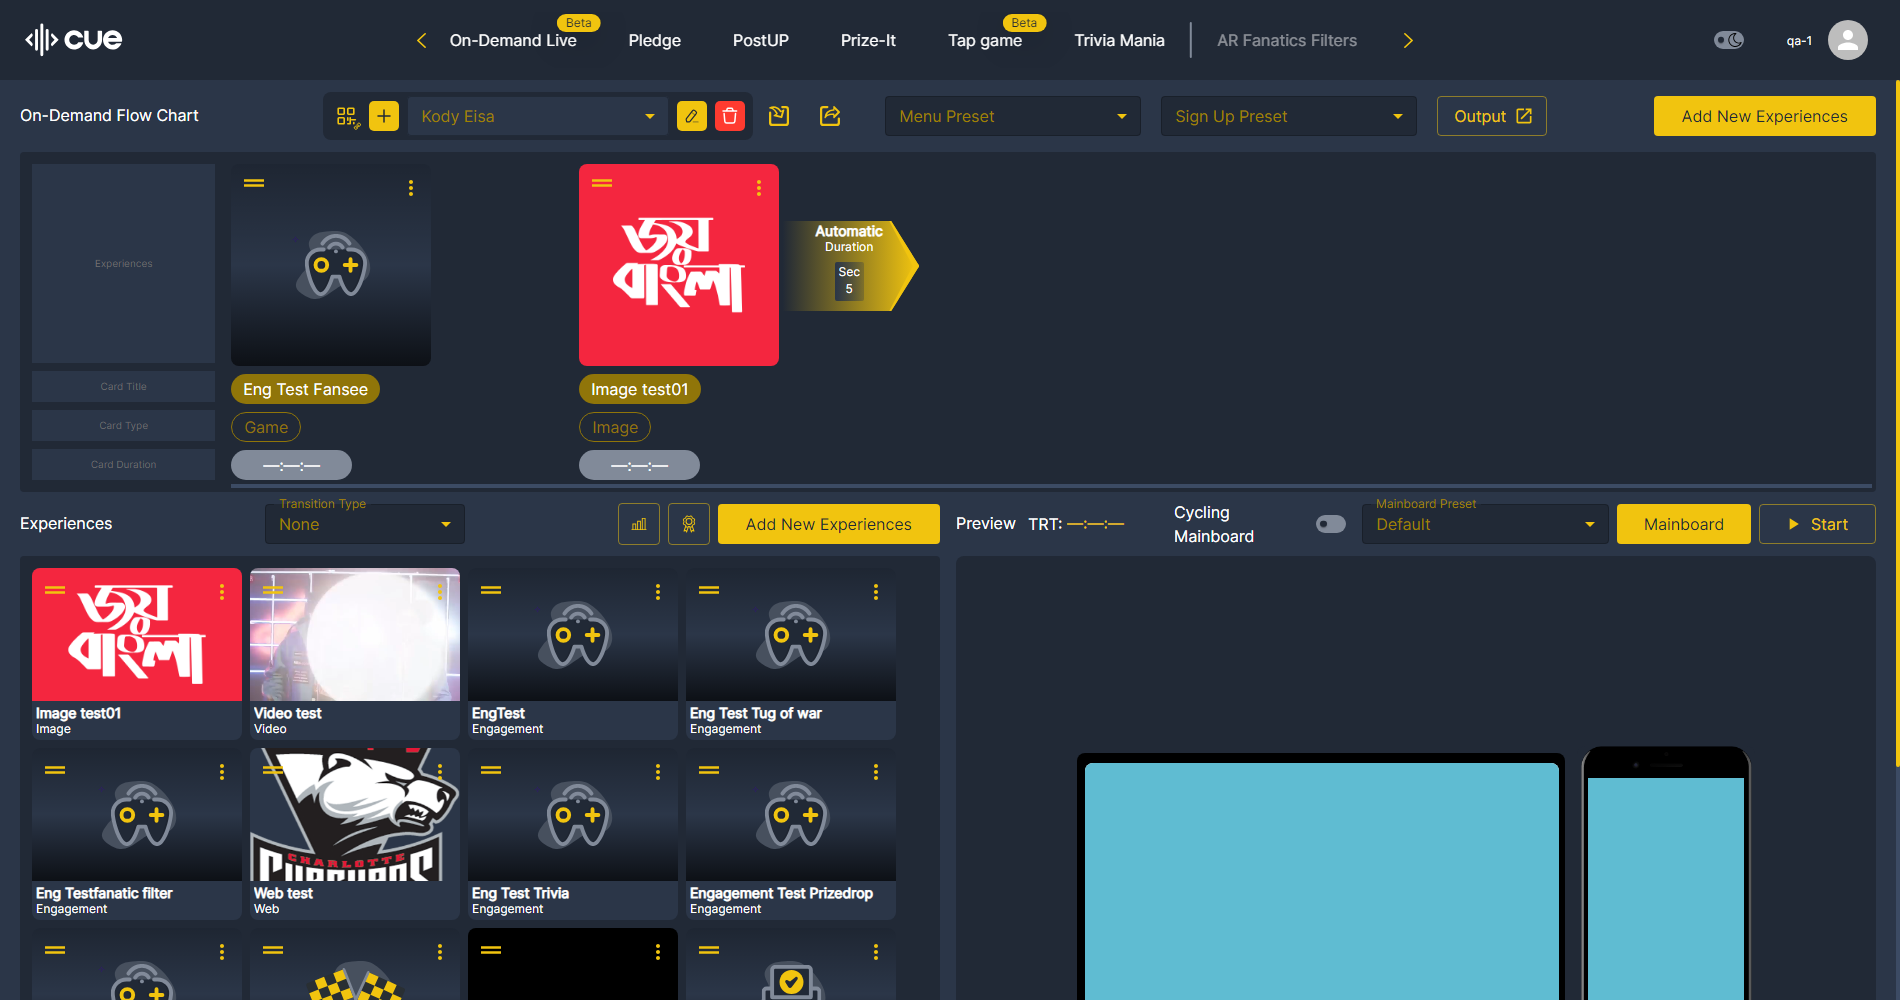 cue
On-Demand Live
Beta
Pledge
PostUP
Prize-It
Tap game
Beta
Trivia Mania
AR Fanatics Filters
qa-1
On-Demand Flow Chart
Kody Eisa
Menu Preset
Sign Up Preset
Output
Add New Experiences
Experiences
জয়
বাংলা
Automatic
Duration
Sec
5
Card Title
Eng Test Fansee
Image test01
Card Type
Game
Image
Card Duration
—:—:—
—:—:—
Experiences
Transition Type
None
Add New Experiences
Preview
TRT: —:—:—
Cycling
Mainboard
Mainboard Preset
Default
Mainboard
Start
জয়
বাংলা
Image test01
Image
Video test
Video
EngTest
Engagement
Eng Test Tug of war
Engagement
Eng Testfanatic filter
Engagement
CHARLOTTE
Web test
Web
Eng Test Trivia
Engagement
Engagement Test Prizedrop
Engagement